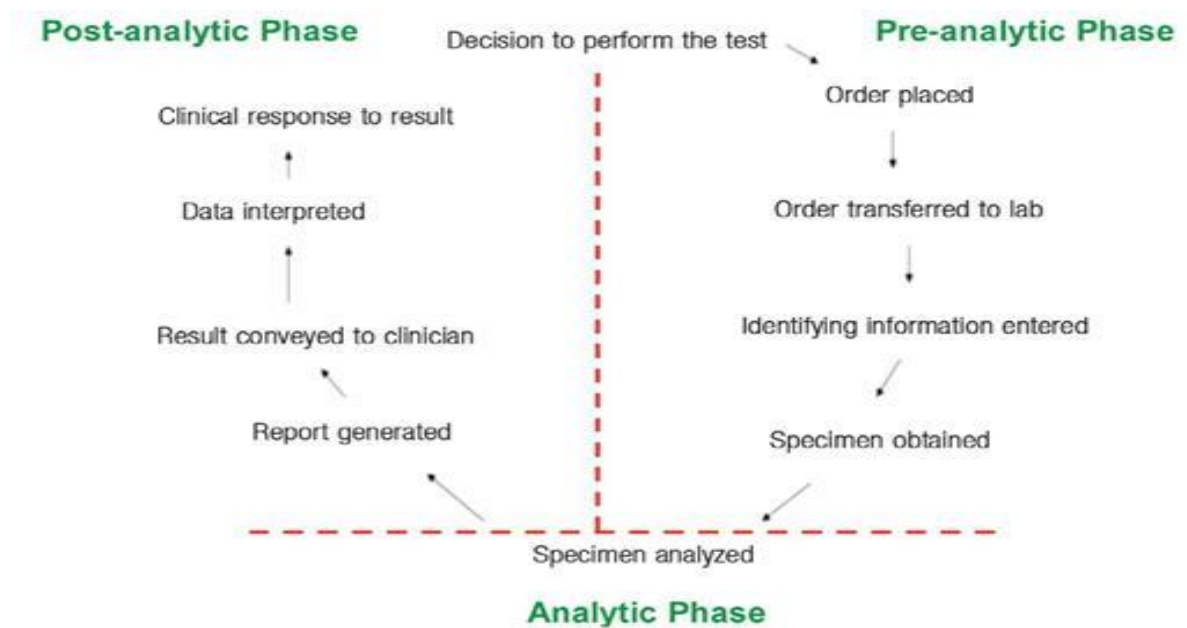 Post-analytic Phase
Decision to perform the test
Pre-analytic Phase
Order placed
Clinical response to result
Data interpreted
Order transferred to lab
Identifying information entered
Result conveyed to clinician
Report generated
Specimen obtained
Specimen analyzed
Analytic Phase